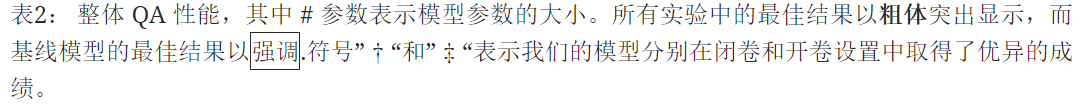 表2： 整体 QA 性能，其中 # 参数表示模型参数的大小。所有实验中的最佳结果以粗体突出显示，而
基线模型的最佳结果以强调.符号” † “和” ‡ “表示我们的模型分别在闭卷和开卷设置中取得了优异的成
绩。